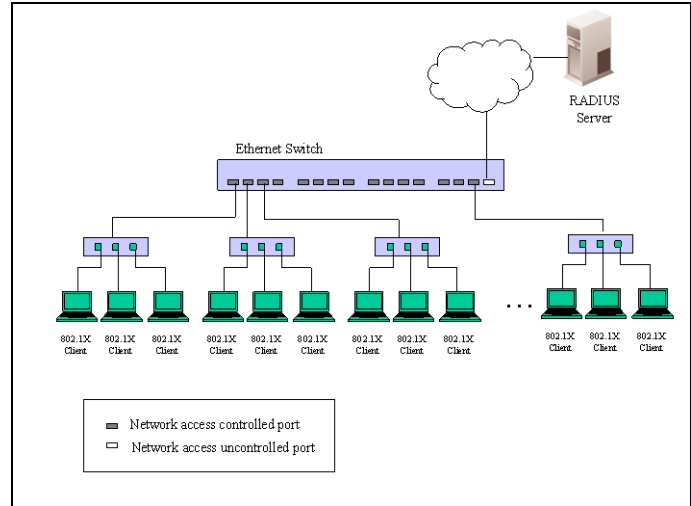 RADIUS
Server
Ethernet Switch
...
802.1X
Client
802.1X
Client
802.1X
Client
802.1X
Client
802.1X
Client
802.1X
Client
802.1X
Client
802.1X
Client
802.1X
Client
802.1X
Client
802.1X
Client
802.1X
Client
Network access controlled port
Network access uncontrolled port